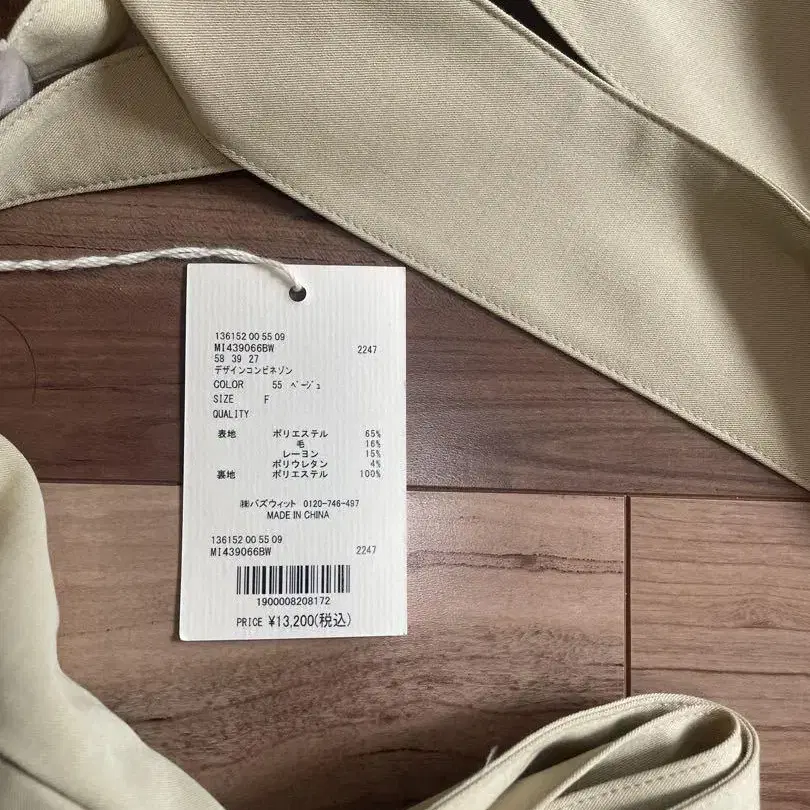 136152 00 55 09
MI439066BW 2247
58 39 27
デザインコンビネゾン
COLOR 55 ベージュ
SIZE F
QUALITY
表地 ポリエステル 65%
毛 16%
レーヨン 15%
ポリウレタン 4%
裏地 ポリエステル 100%
㈱バズウィット 0120-746-497
MADE IN CHINA
136152 00 55 09
MI439066BW 2247
1900008208172
PRICE ¥13,200(税込)